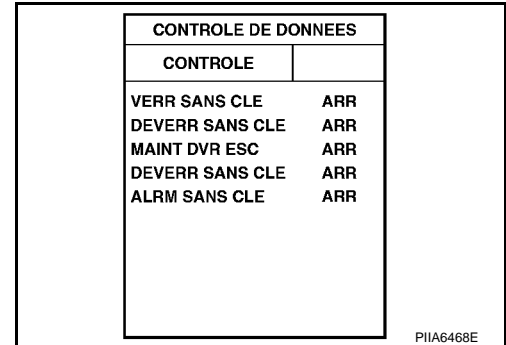 CONTROLE DE DONNEES
CONTROLE
VERR SANS CLE ARR
DEVERR SANS CLE ARR
MAINT DVR ESC ARR
DEVERR SANS CLE ARR
ALRM SANS CLE ARR
PIIA6468E